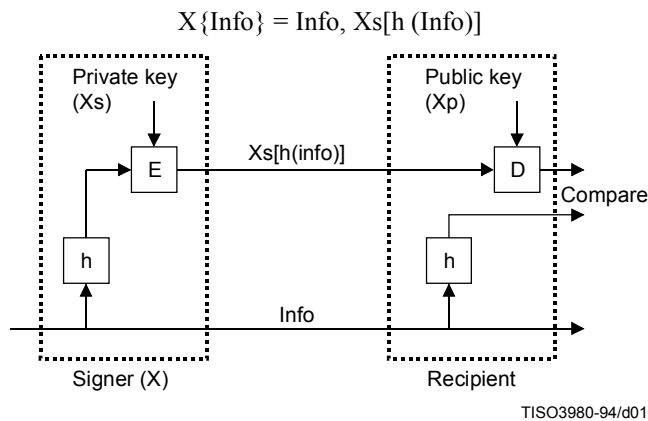 X{Info} = Info, Xs[h (Info)]
Private key
(Xs)
Public key
(Xp)
Xs[h(info)]
E
D
Compare
h
h
Info
Signer (X)
Recipient
TISO3980-94/d01